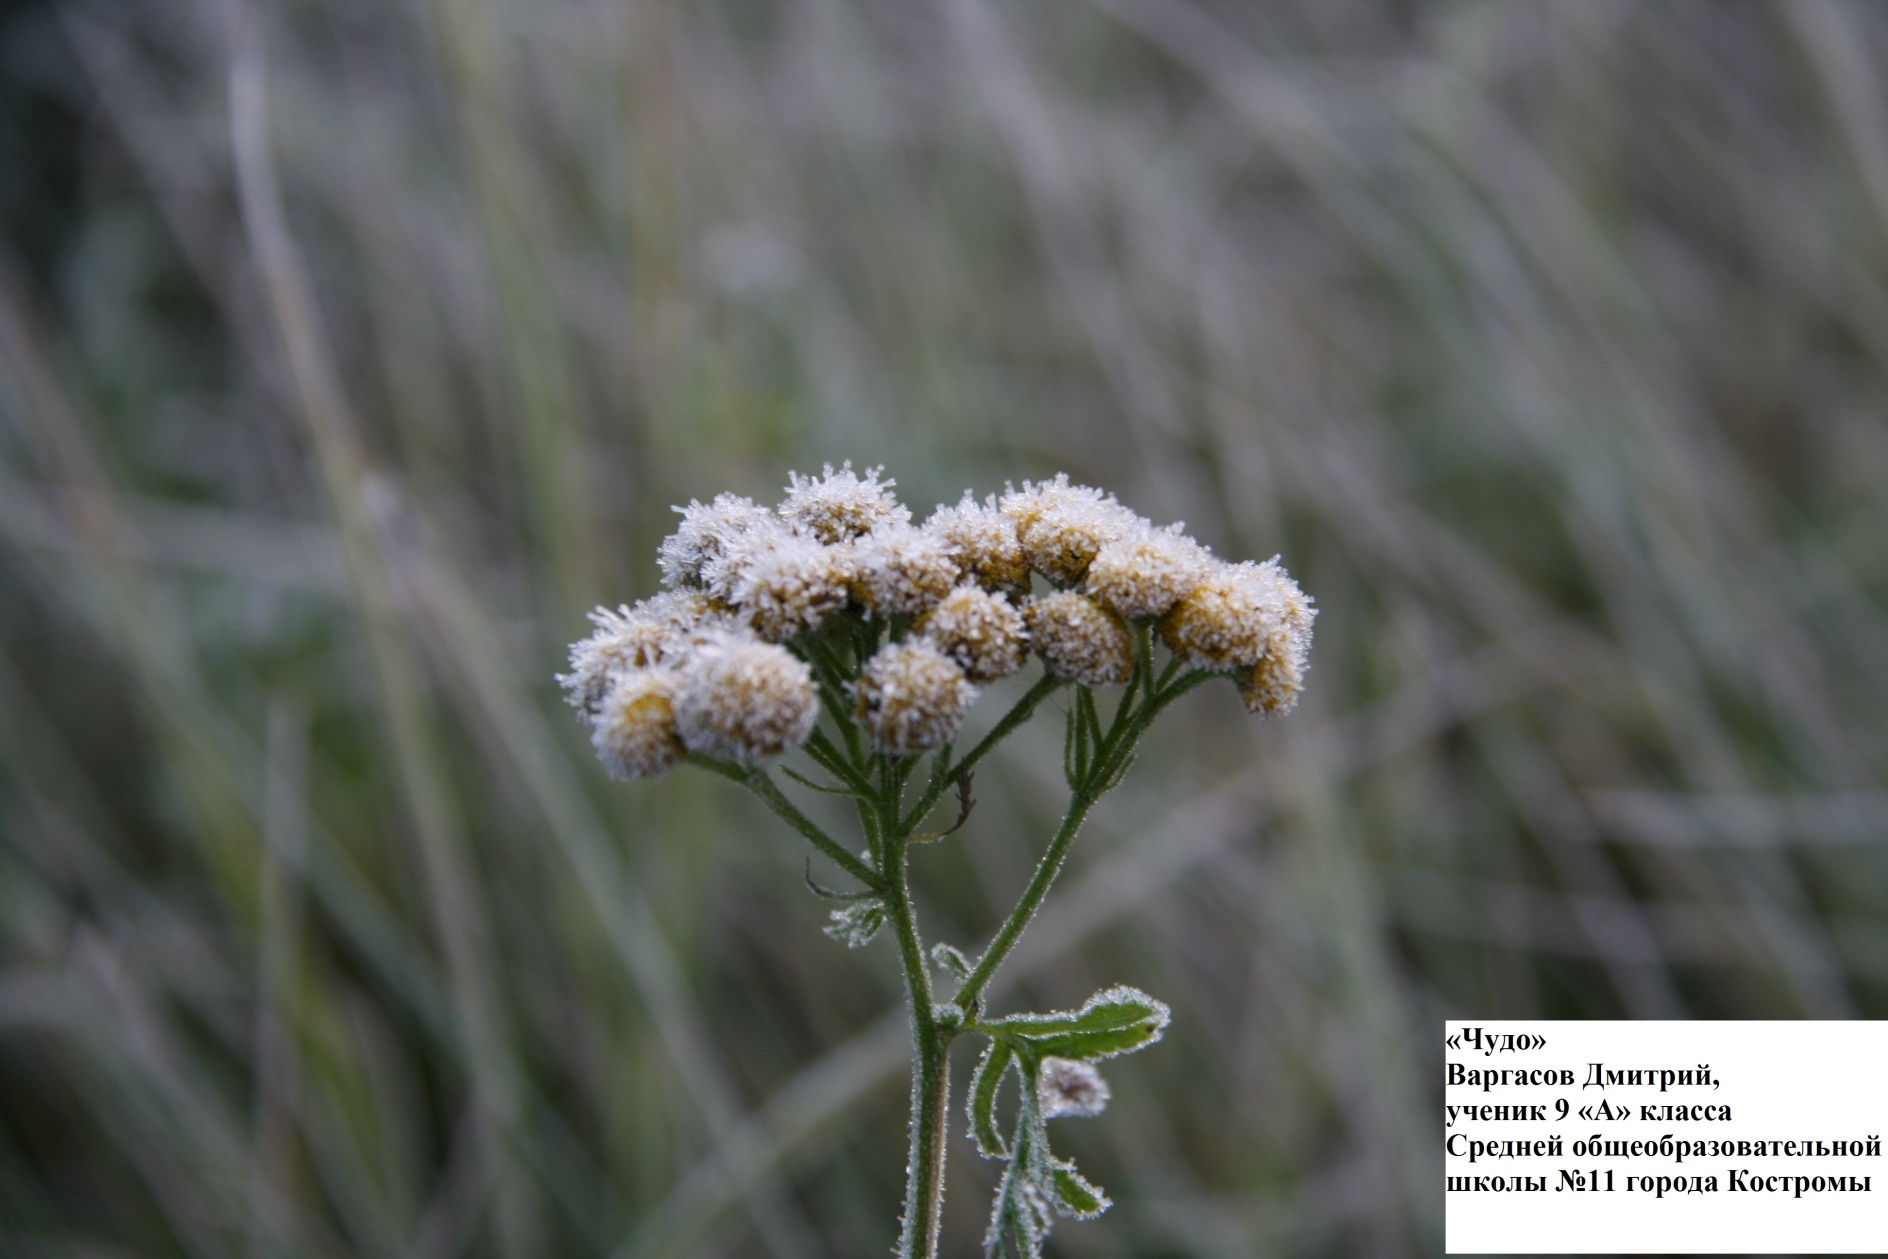 «Чудо»
Варгасов Дмитрий,
ученик 9 «А» класса
Средней общеобразовательной
школы №11 города Костромы